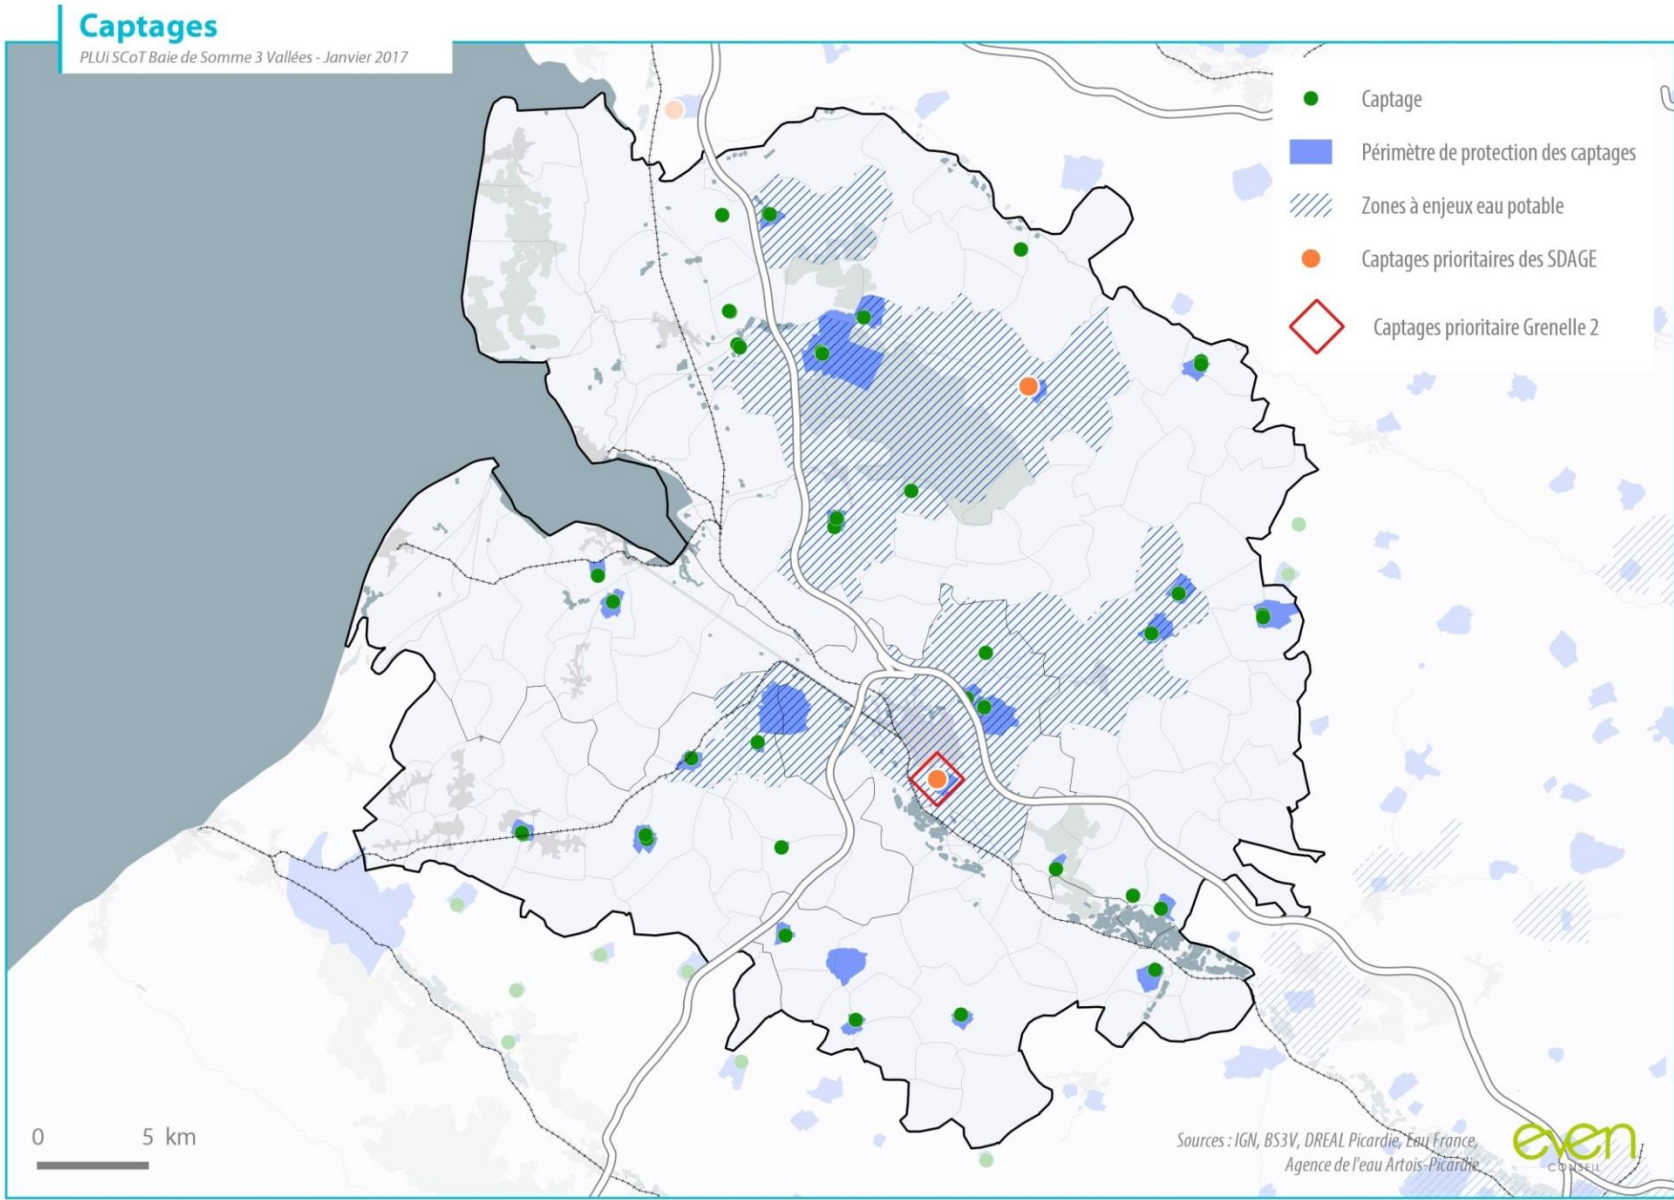 Captages
PLUi SCoT Baie de Somme 3 Vallées - Janvier 2017
Captage
Périmètre de protection des captages
Zones à enjeux eau potable
Captages prioritaires des SDAGE
Captages prioritaire Grenelle 2
0 5 km
Sources : IGN, BS3V, DREAL Picardie, Eau France,
Agence de l'eau Artois-Picardie
even
CONSEIL